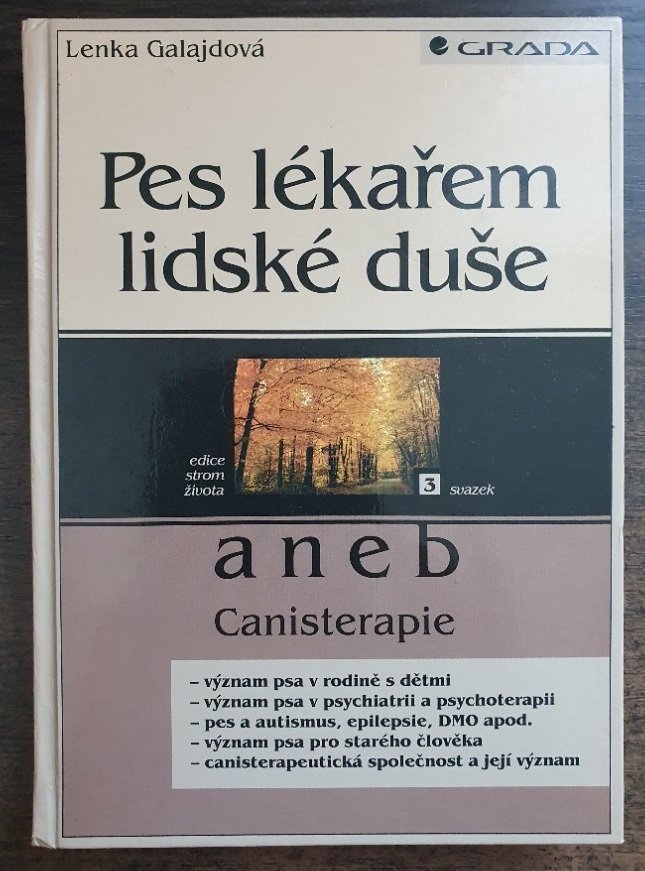 Lenka Galajdová
GRADA
Pes lékařem
lidské duše
edice
strom
života
3 svazek
aneb
Canisterapie
– význam psa v rodině s dětmi
– význam psa v psychiatrii a psychoterapii
– pes a autismus, epilepsie, DMO apod.
– význam psa pro starého člověka
– canisterapeutická společnost a její význam